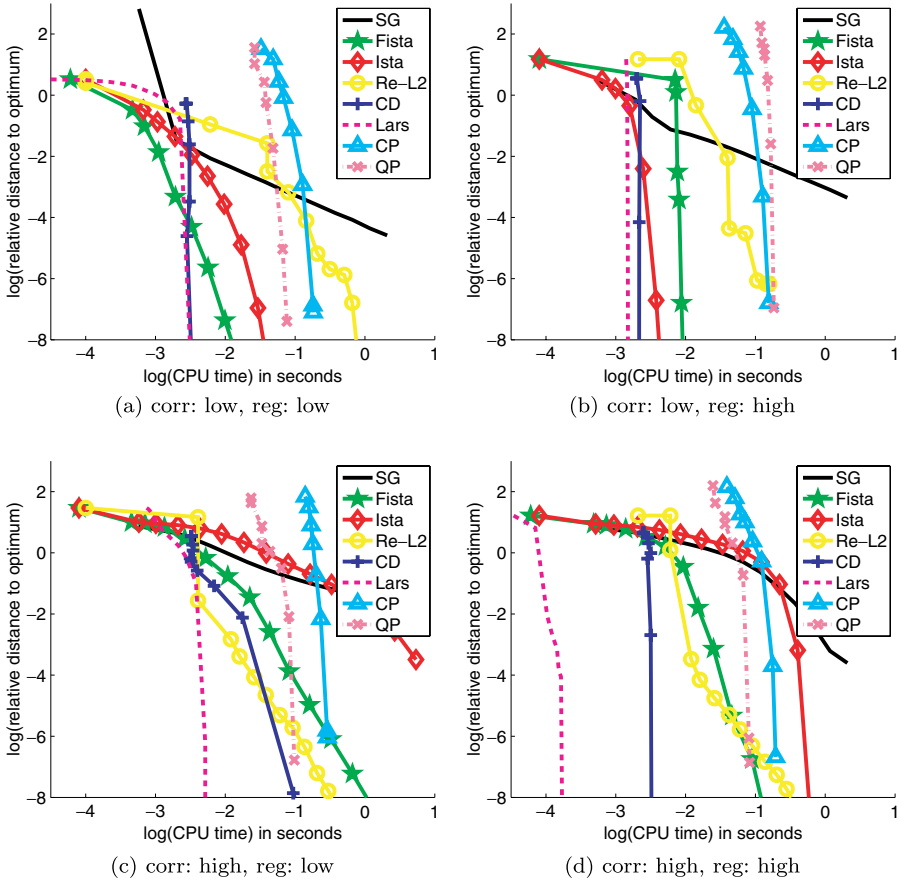 log(relative distance to optimum)
2
0
−2
−4
−6
−8
−4
−3
−2
−1
0
1
log(CPU time) in seconds
SG
Fista
Ista
Re−L2
CD
Lars
CP
QP
(a) corr: low, reg: low
log(relative distance to optimum)
2
0
−2
−4
−6
−8
−4
−3
−2
−1
0
1
log(CPU time) in seconds
SG
Fista
Ista
Re−L2
CD
Lars
CP
QP
(b) corr: low, reg: high
log(relative distance to optimum)
2
0
−2
−4
−6
−8
−4
−3
−2
−1
0
1
log(CPU time) in seconds
SG
Fista
Ista
Re−L2
CD
Lars
CP
QP
(c) corr: high, reg: low
log(relative distance to optimum)
2
0
−2
−4
−6
−8
−4
−3
−2
−1
0
1
log(CPU time) in seconds
SG
Fista
Ista
Re−L2
CD
Lars
CP
QP
(d) corr: high, reg: high